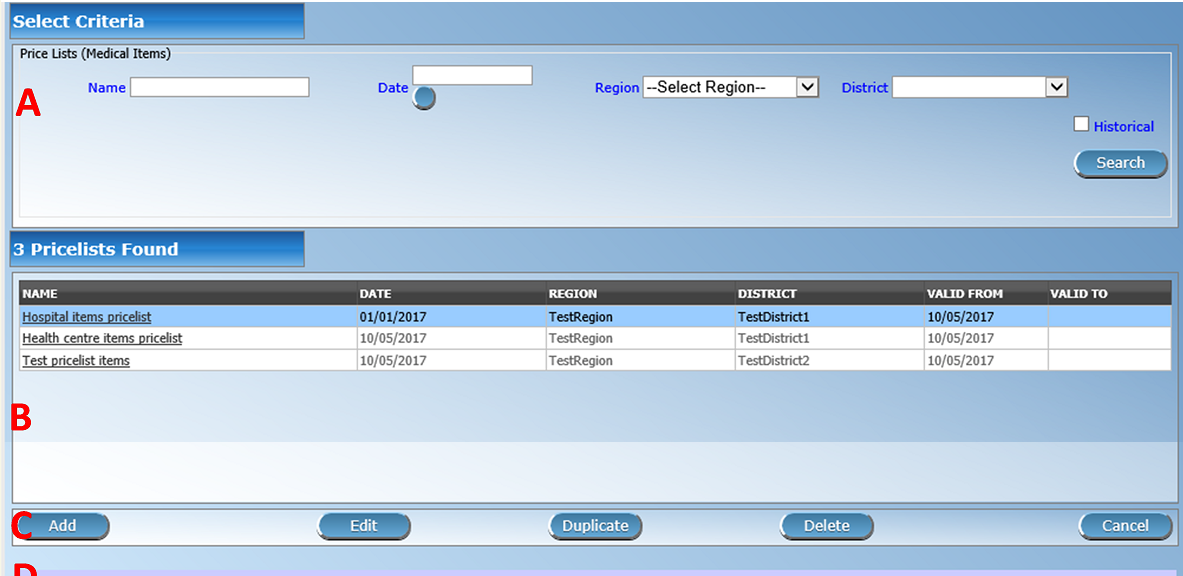 Select Criteria
Price Lists (Medical Items)
A Name Date Region --Select Region-- District
Historical
Search
3 Pricelists Found
NAME DATE REGION DISTRICT VALID FROM VALID TO
Hospital items pricelist 01/01/2017 TestRegion TestDistrict1 10/05/2017
Health centre items pricelist 10/05/2017 TestRegion TestDistrict1 10/05/2017
Test pricelist items 10/05/2017 TestRegion TestDistrict2 10/05/2017
B
C Add Edit Duplicate Delete Cancel
D